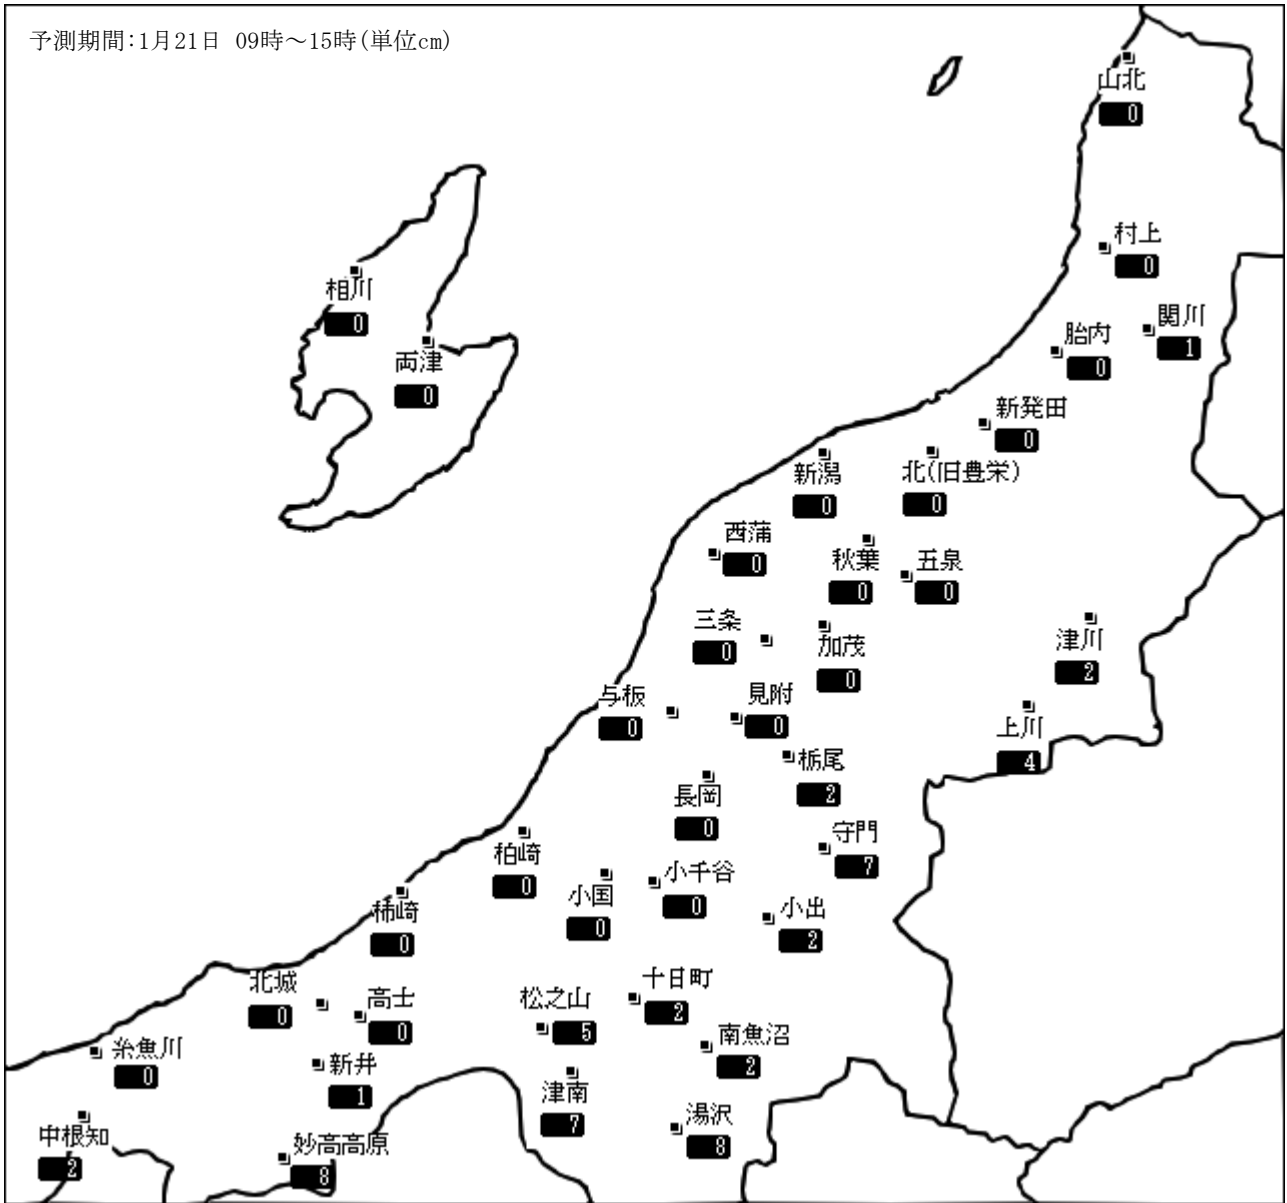 予測期間:1月21日 09時～15時(単位cm)
山北
0
村上
0
相川
0
関川
1
胎内
0
両津
0
新発田
0
新潟
0
北(旧豊栄)
0
西蒲
0
秋葉
0
五泉
0
三条
0
加茂
0
津川
2
与板
0
見附
0
上川
4
栃尾
2
長岡
0
守門
7
柏崎
0
小国
0
小千谷
0
小出
2
柿崎
0
北城
0
高士
0
松之山
5
十日町
2
南魚沼
2
糸魚川
0
新井
1
津南
7
湯沢
8
中根知
2
妙高高原
8